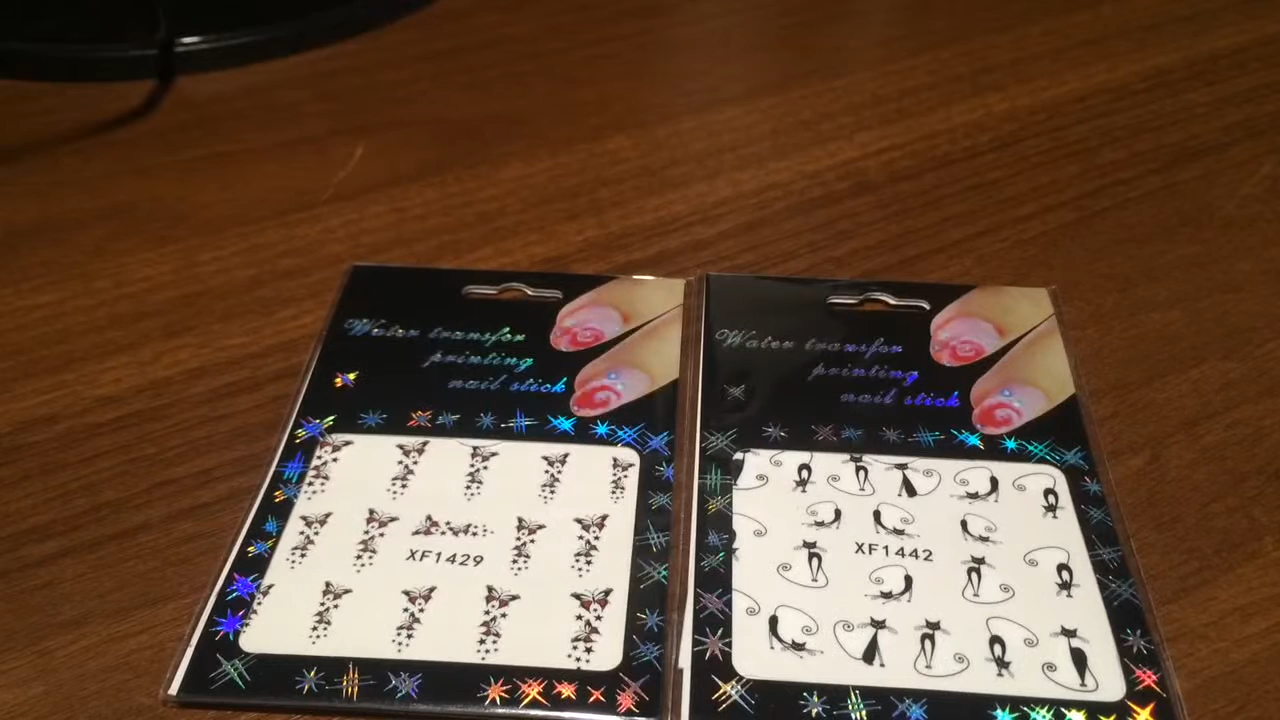 Water transfer
printing
nail stick
XF1429
Water transfer
printing
nail stick
XF1442